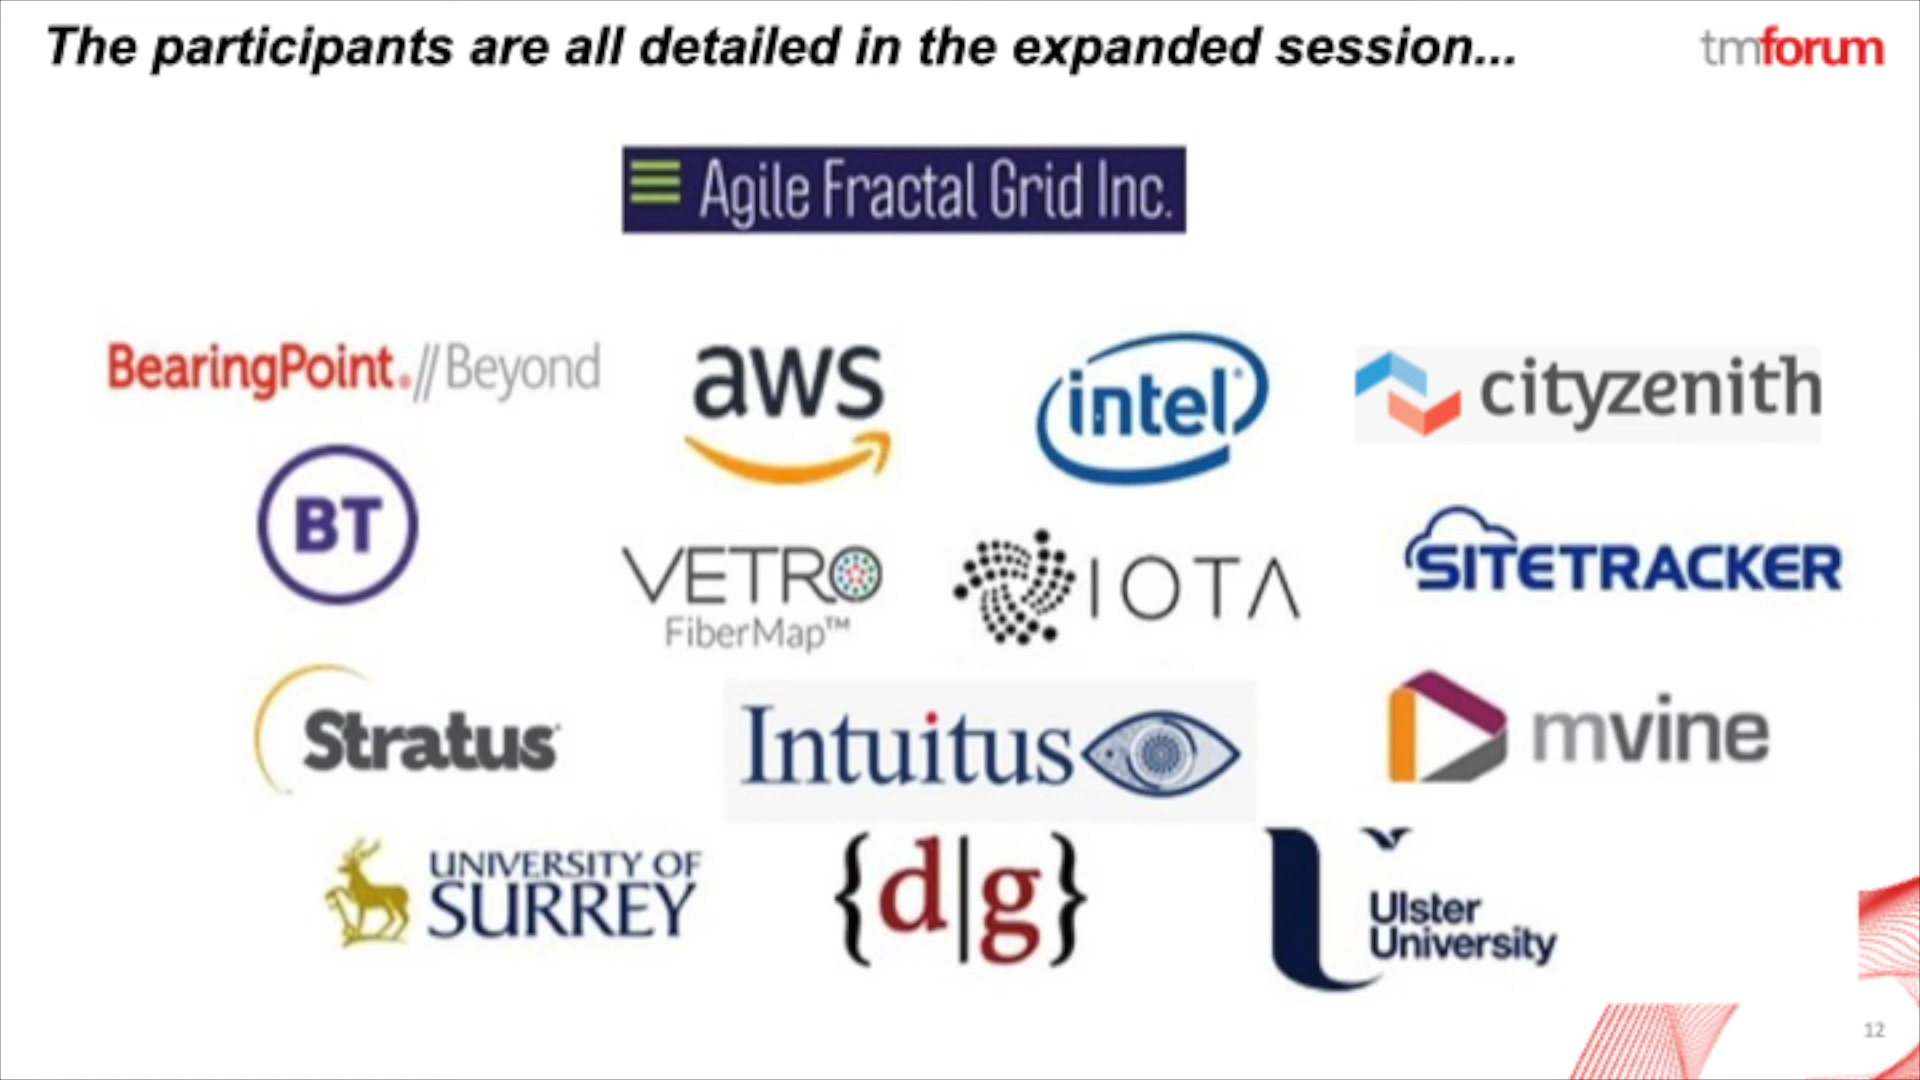 The participants are all detailed in the expanded session...
tmforum
Agile Fractal Grid Inc.
BearingPoint.//Beyond
aws
intel
cityzenith
BT
VETRO
FiberMap™
IOTA
SITETRACKER
Stratus
Intuitus
mvine
UNIVERSITY OF
SURREY
{d|g}
Ulster
University
12